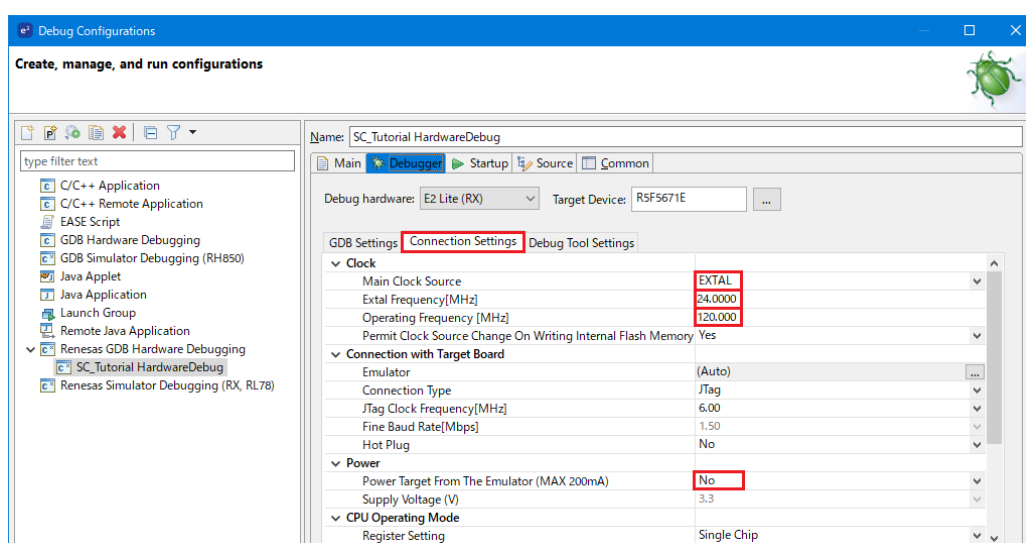 Debug Configurations
Create, manage, and run configurations
type filter text
C/C++ Application
C/C++ Remote Application
EASE Script
GDB Hardware Debugging
GDB Simulator Debugging (RH850)
Java Applet
Java Application
Launch Group
Remote Java Application
Renesas GDB Hardware Debugging
SC_Tutorial HardwareDebug
Renesas Simulator Debugging (RX, RL78)
Name: SC_Tutorial HardwareDebug
Main Debugger Startup Source Common
Debug hardware: E2 Lite (RX) Target Device: R5F5671E ...
GDB Settings Connection Settings Debug Tool Settings
Clock
Main Clock Source EXTAL
Extal Frequency[MHz] 24.0000
Operating Frequency [MHz] 120.000
Permit Clock Source Change On Writing Internal Flash Memory Yes
Connection with Target Board
Emulator (Auto) ...
Connection Type JTag
JTag Clock Frequency[MHz] 6.00
Fine Baud Rate[Mbps] 1.50
Hot Plug No
Power
Power Target From The Emulator (MAX 200mA) No
Supply Voltage (V) 3.3
CPU Operating Mode
Register Setting Single Chip